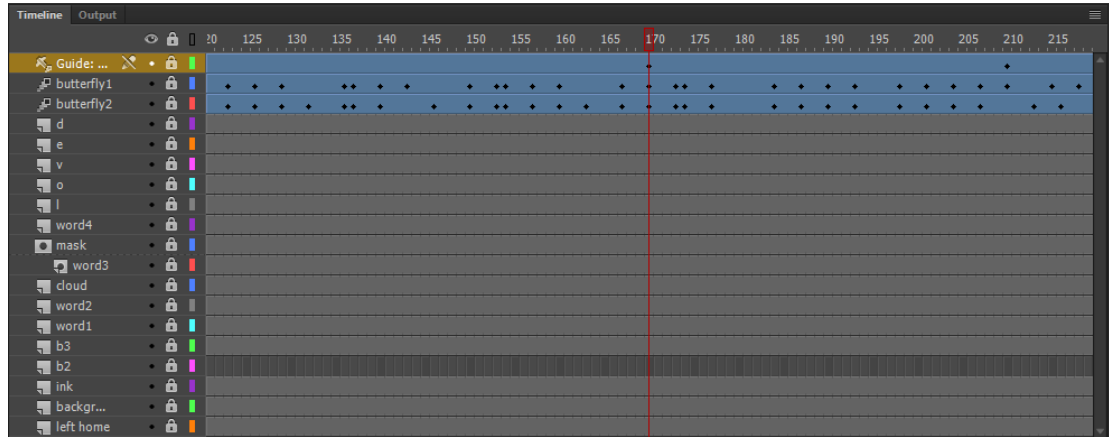 Timeline Output
20 125 130 135 140 145 150 155 160 165 170 175 180 185 190 195 200 205 210 215
Guide: ...
butterfly1
butterfly2
d
e
v
o
l
word4
mask
word3
cloud
word2
word1
b3
b2
ink
backgr...
left home